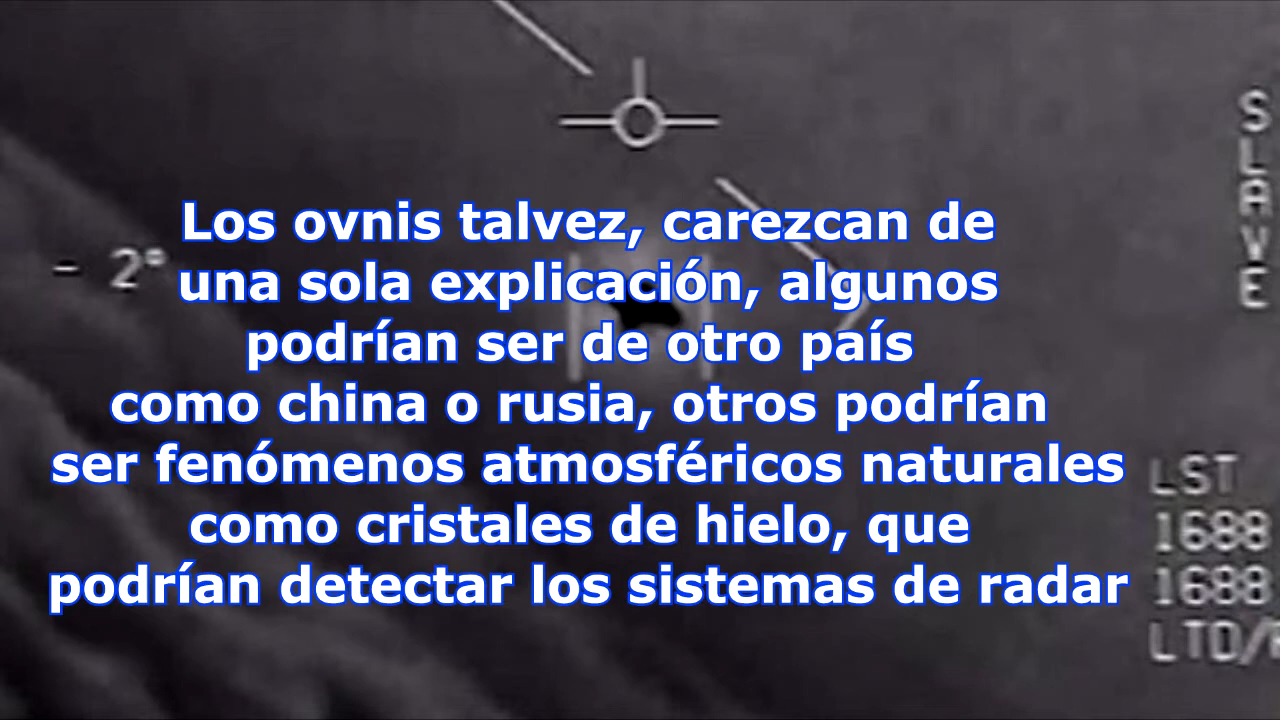 SLAVE
Los ovnis talvez, carezcan de
- 2°
una sola explicación, algunos
podrían ser de otro país
como china o rusia, otros podrían
ser fenómenos atmosféricos naturales
LST
como cristales de hielo, que
1688
podrían detectar los sistemas de radar
1688
LTD/